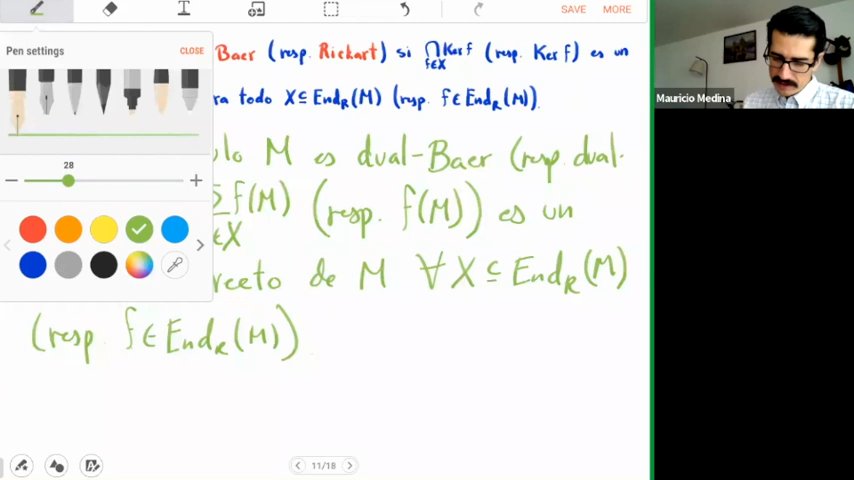 SAVE
MORE
Pen settings
CLOSE
Baer (resp. Rickart) si ⋂ Ker f (resp. Ker f) es un
f∈X
ra todo X⊆End_R(M) (resp. f∈End_R(M)).
ulo M es dual-Baer (resp. dual-
∑f(M) (resp. f(M)) es un
∈X
recto de M ∀X⊆End_R(M)
(resp. f∈End_R(M)).
28
11/18
Mauricio Medina